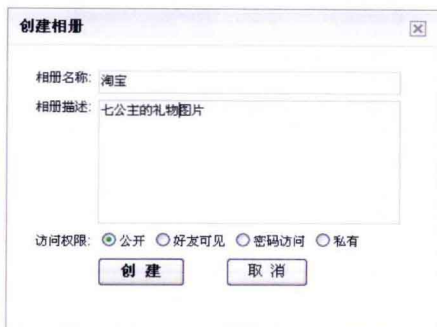 创建相册
相册名称: 淘宝
相册描述: 七公主的礼物图片
访问权限: 公开 好友可见 密码访问 私有
创建 取消